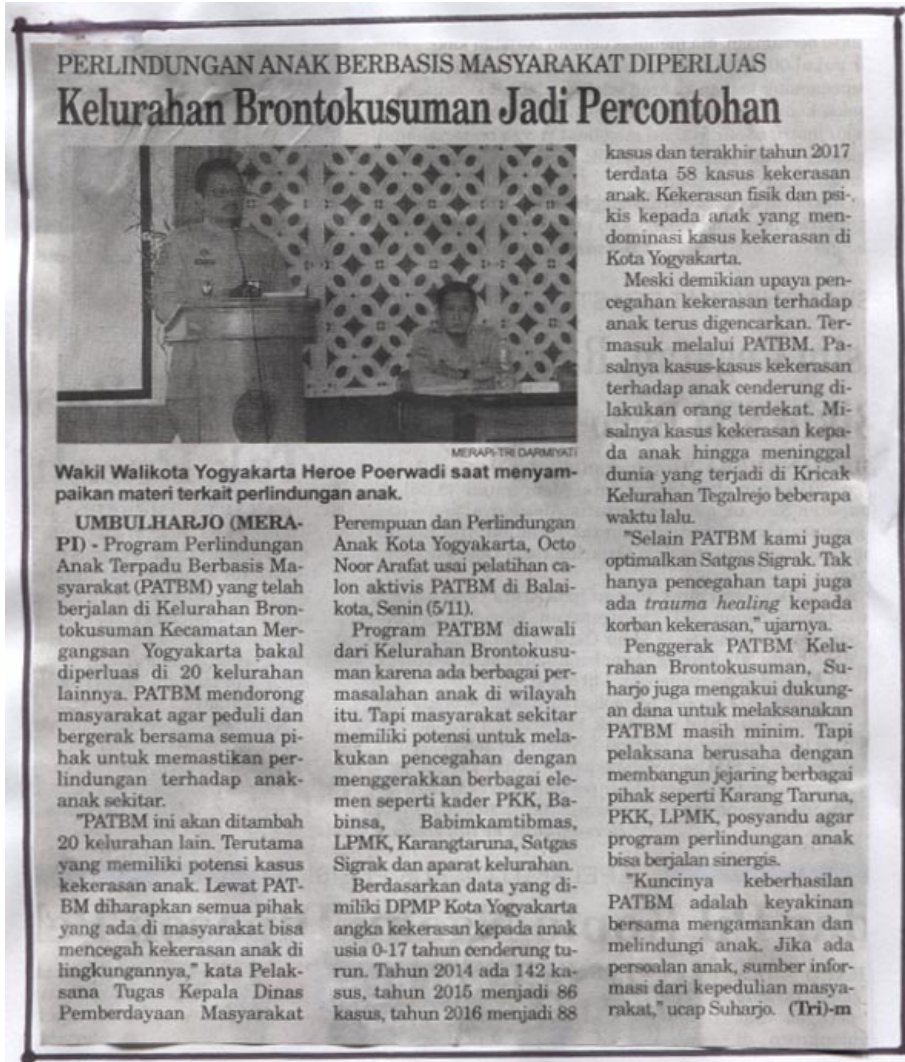 PERLINDUNGAN ANAK BERBASIS MASYARAKAT DIPERLUAS
Kelurahan Brontokusuman Jadi Percontohan
MERAPI-TRI DARMIYATI
Wakil Walikota Yogyakarta Heroe Poerwadi saat menyam-
paikan materi terkait perlindungan anak.
UMBULHARJO (MERA-
PI) - Program Perlindungan
Anak Terpadu Berbasis Ma-
syarakat (PATBM) yang telah
berjalan di Kelurahan Bron-
tokusuman Kecamatan Mer-
gangsan Yogyakarta bakal
diperluas di 20 kelurahan
lainnya. PATBM mendorong
masyarakat agar peduli dan
bergerak bersama semua pi-
hak untuk memastikan per-
lindungan terhadap anak-
anak sekitar.
"PATBM ini akan ditambah
20 kelurahan lain. Terutama
yang memiliki potensi kasus
kekerasan anak. Lewat PAT-
BM diharapkan semua pihak
yang ada di masyarakat bisa
mencegah kekerasan anak di
lingkungannya," kata Pelak-
sana Tugas Kepala Dinas
Pemberdayaan Masyarakat
Perempuan dan Perlindungan
Anak Kota Yogyakarta, Octo
Noor Arafat usai pelatihan ca-
lon aktivis PATBM di Balai-
kota, Senin (5/11).
Program PATBM diawali
dari Kelurahan Brontokusu-
man karena ada berbagai per-
masalahan anak di wilayah
itu. Tapi masyarakat sekitar
memiliki potensi untuk mela-
kukan pencegahan dengan
menggerakkan berbagai ele-
men seperti kader PKK, Ba-
binsa, Babimkamtibmas,
LPMK, Karangtaruna, Satgas
Sigrak dan aparat kelurahan.
Berdasarkan data yang di-
miliki DPMP Kota Yogyakarta
angka kekerasan kepada anak
usia 0-17 tahun cenderung tu-
run. Tahun 2014 ada 142 ka-
sus, tahun 2015 menjadi 86
kasus, tahun 2016 menjadi 88
kasus dan terakhir tahun 2017
terdata 58 kasus kekerasan
anak. Kekerasan fisik dan psi-
kis kepada anak yang men-
dominasi kasus kekerasan di
Kota Yogyakarta.
Meski demikian upaya pen-
cegahan kekerasan terhadap
anak terus digencarkan. Ter-
masuk melalui PATBM. Pa-
salnya kasus-kasus kekerasan
terhadap anak cenderung di-
lakukan orang terdekat. Mi-
salnya kasus kekerasan kepa-
da anak hingga meninggal
dunia yang terjadi di Kricak
Kelurahan Tegalrejo beberapa
waktu lalu.
"Selain PATBM kami juga
optimalkan Satgas Sigrak. Tak
hanya pencegahan tapi juga
ada trauma healing kepada
korban kekerasan," ujarnya.
Penggerak PATBM Kelu-
rahan Brontokusuman, Su-
harjo juga mengakui dukung-
an dana untuk melaksanakan
PATBM masih minim. Tapi
pelaksana berusaha dengan
membangun jejaring berbagai
pihak seperti Karang Taruna,
PKK, LPMK, posyandu agar
program perlindungan anak
bisa berjalan sinergis.
"Kuncinya keberhasilan
PATBM adalah keyakinan
bersama mengamankan dan
melindungi anak. Jika ada
persoalan anak, sumber infor-
masi dari kepedulian masya-
rakat," ucap Suharjo. (Tri)-m